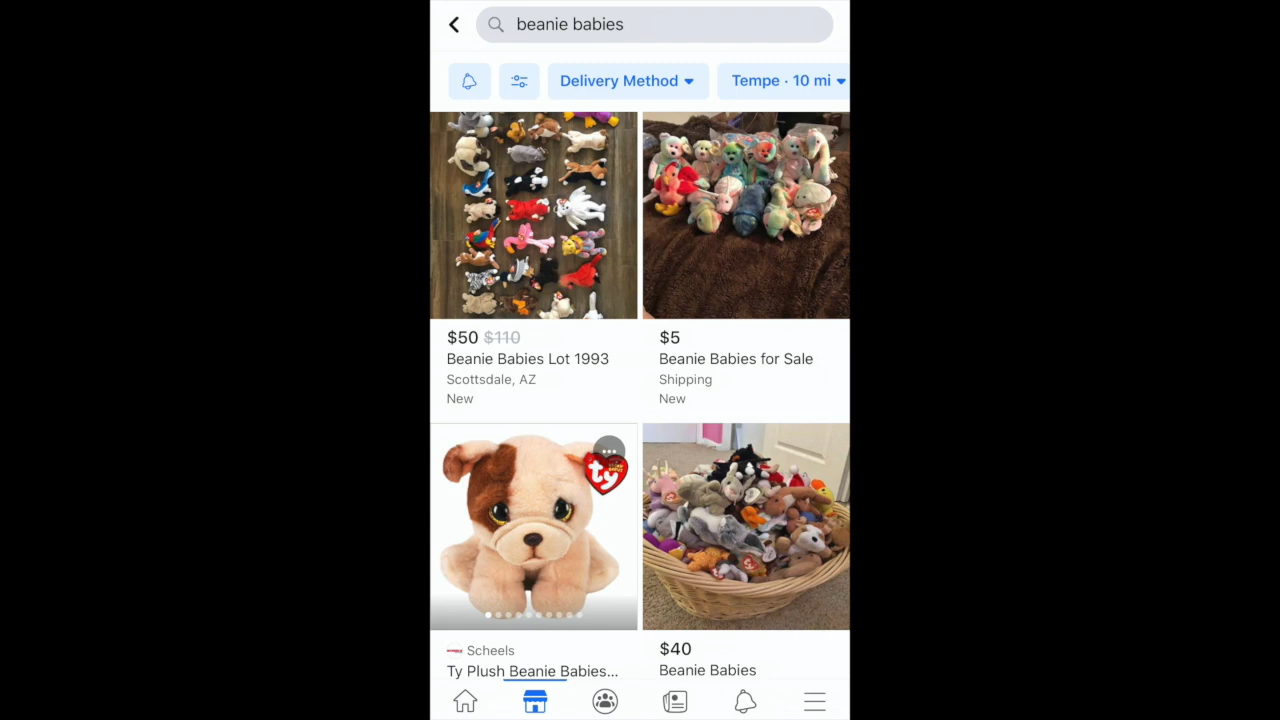 beanie babies
Delivery Method
Tempe · 10 mi
$50 $110
Beanie Babies Lot 1993
Scottsdale, AZ
New
$5
Beanie Babies for Sale
Shipping
New
ty
Scheels
Ty Plush Beanie Babies...
$40
Beanie Babies